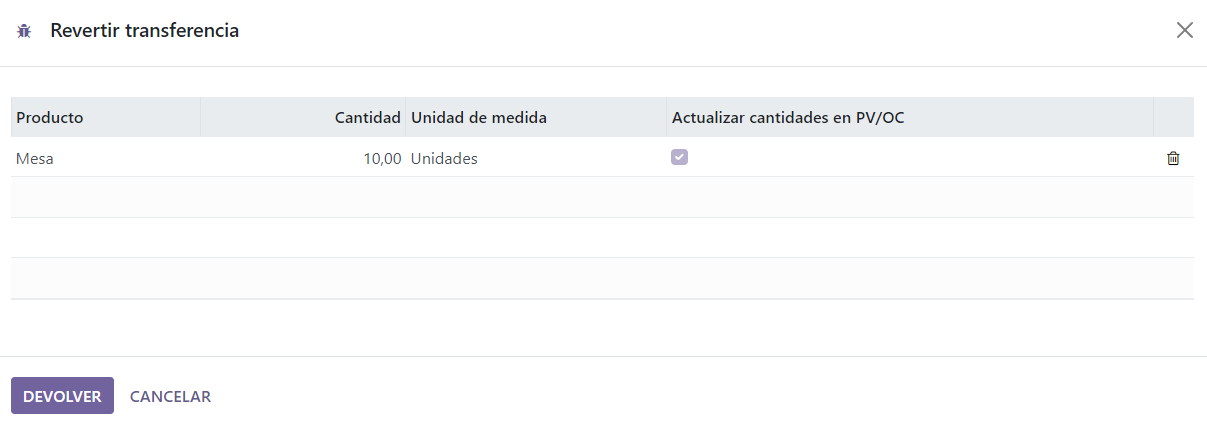 Revertir transferencia
Producto Cantidad Unidad de medida Actualizar cantidades en PV/OC
Mesa 10,00 Unidades
DEVOLVER CANCELAR